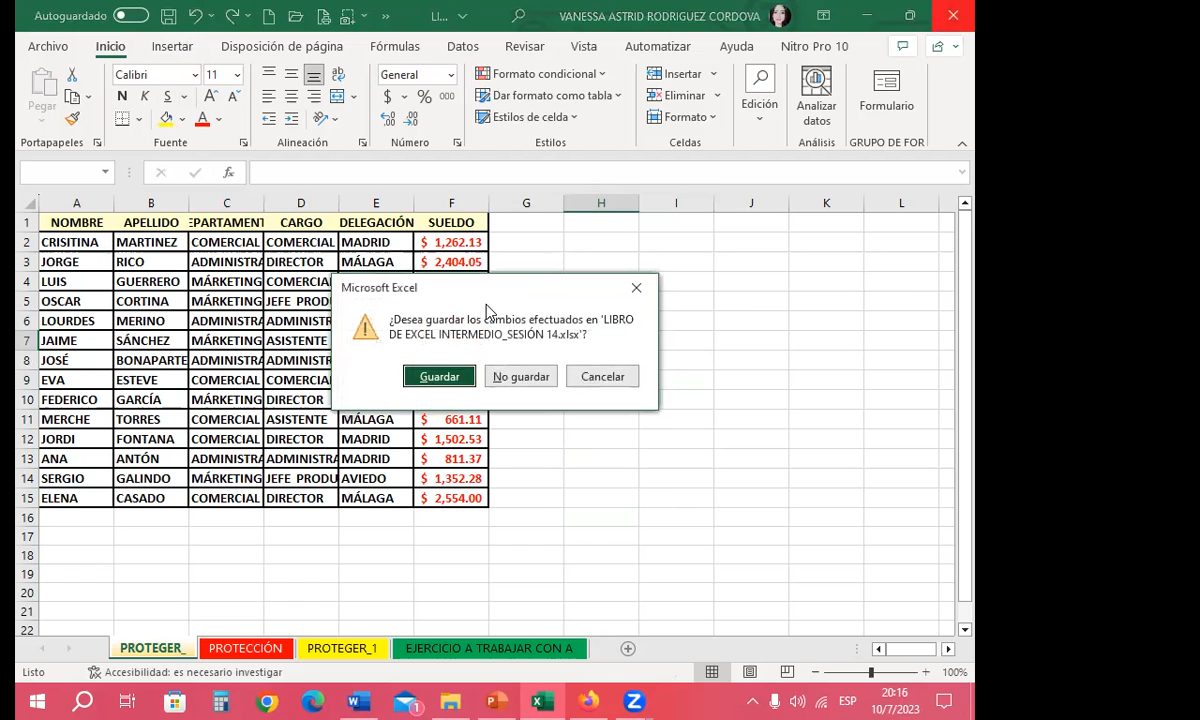 Autoguardado
LI...
VANESSA ASTRID RODRIGUEZ CORDOVA
Archivo Inicio Insertar Disposición de página Fórmulas Datos Revisar Vista Automatizar Ayuda Nitro Pro 10
Pegar
Calibri 11
N K S A A
A
General
$ % 000
Formato condicional
Dar formato como tabla
Estilos de celda
Insertar
Eliminar
Formato
Edición
Analizar datos
Formulario
Portapapeles Fuente Alineación Número Estilos Celdas Análisis GRUPO DE FOR
fx
A B C D E F G H I J K L
1 NOMBRE APELLIDO EPARTAMENT CARGO DELEGACIÓN SUELDO
2 CRISITINA MARTINEZ COMERCIAL COMERCIAL MADRID $ 1,262.13
3 JORGE RICO ADMINISTRA DIRECTOR MÁLAGA $ 2,404.05
4 LUIS GUERRERO MÁRKETING COMERCIA
5 OSCAR CORTINA MÁRKETING JEFE PROD
6 LOURDES MERINO ADMINISTRA ADMINISTR
7 JAIME SÁNCHEZ MÁRKETING ADMINISTR
8 JOSÉ BONAPARTE ADMINISTRA ADMINISTR
9 EVA ESTEVE COMERCIAL COMERCIA
10 FEDERICO GARCÍA MÁRKETING DIRECTOR
11 MERCHE TORRES COMERCIAL ASISTENTE MÁLAGA $ 661.11
12 JORDI FONTANA COMERCIAL DIRECTOR MADRID $ 1,502.53
13 ANA ANTÓN ADMINISTRA ADMINISTRA MADRID $ 811.37
14 SERGIO GALINDO MÁRKETING JEFE PRODU AVIEDO $ 1,352.28
15 ELENA CASADO COMERCIAL DIRECTOR MÁLAGA $ 2,554.00
16
17
18
19
20
21
22
Microsoft Excel
¿Desea guardar los cambios efectuados en 'LIBRO
DE EXCEL INTERMEDIO_SESIÓN 14.xlsx'?
Guardar No guardar Cancelar
PROTEGER_ PROTECCIÓN PROTEGER_1 EJERCICIO A TRABAJAR CON A
Listo Accesibilidad: es necesario investigar 100%
1
ESP
20:16
10/7/2023